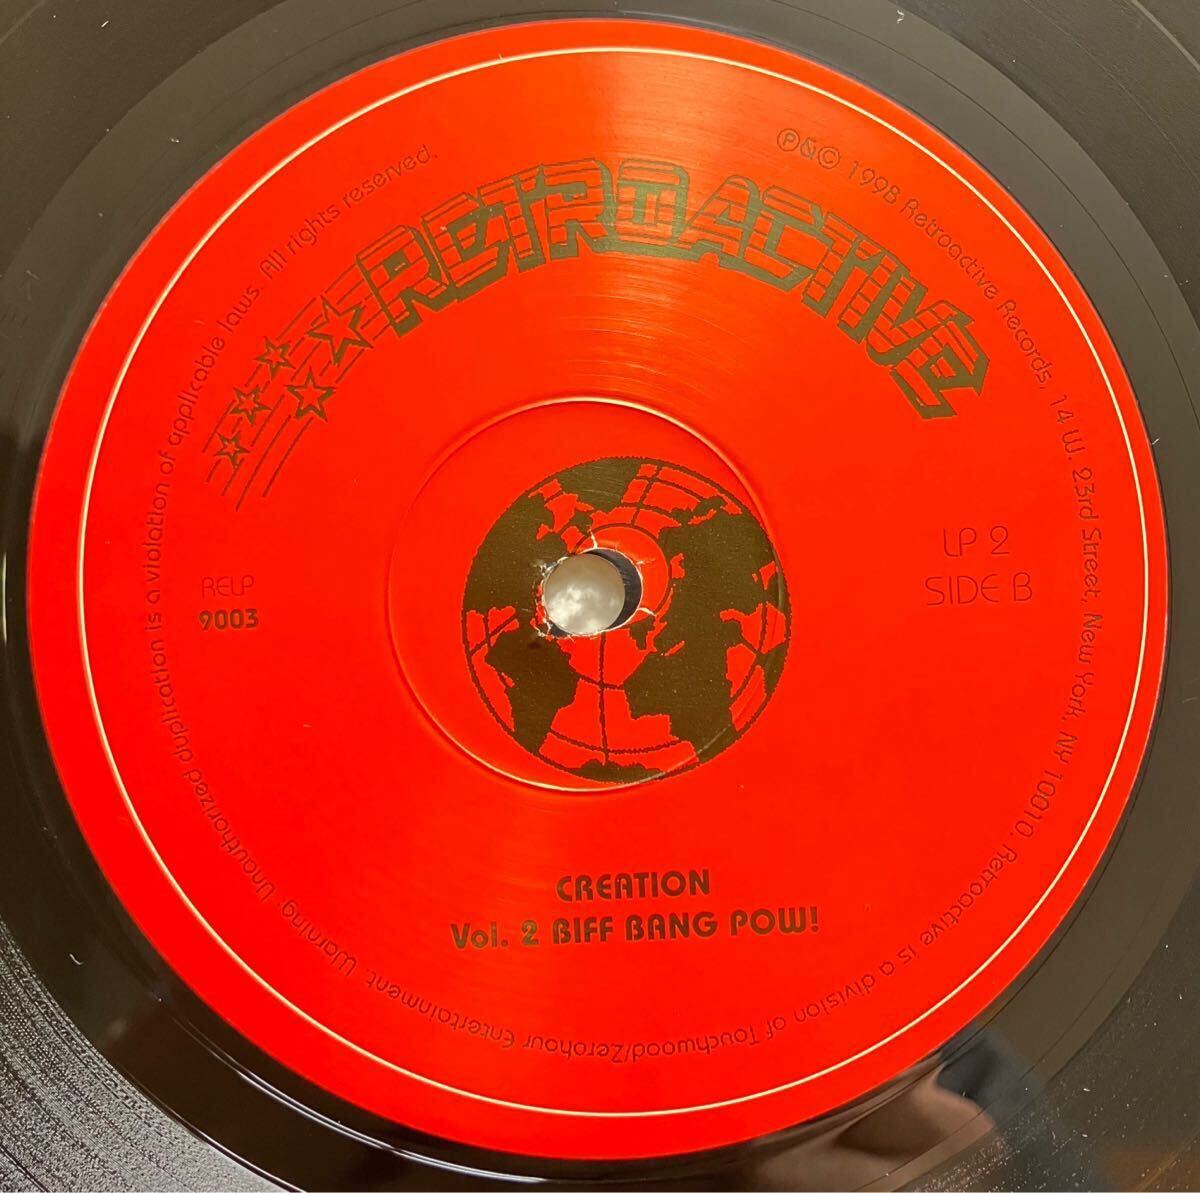 RETROACTIVE
℗&© 1998 Retroactive Records, 14 W. 23rd Street, New York, NY 10010. Retroactive is a division of Touchwood/Zerohour Entertainment. Warning: Unauthorized duplication is a violation of applicable laws. All rights reserved.
RELP
9003
LP 2
SIDE B
CREATION
Vol. 2 BIFF BANG POW!